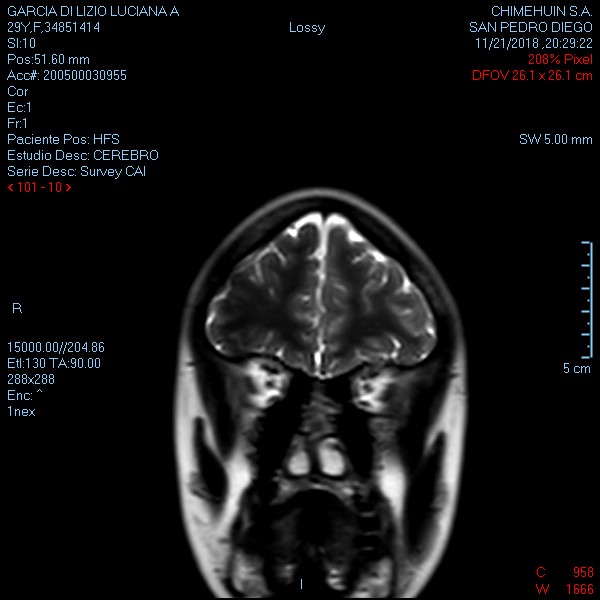 GARCIA DI LIZIO LUCIANA A
29Y,F,34851414
Sl:10
Pos:51.60 mm
Acc#: 200500030955
Cor
Ec:1
Fr:1
Paciente Pos: HFS
Estudio Desc: CEREBRO
Serie Desc: Survey CAI
< 101 - 10 >
Lossy
CHIMEHUIN S.A.
SAN PEDRO DIEGO
11/21/2018 ,20:29:22
208% Pixel
DFOV 26.1 x 26.1 cm
SW 5.00 mm
R
5 cm
15000.00//204.86
Etl:130 TA:90.00
288x288
Enc: ^
1nex
I
C 958
W 1666